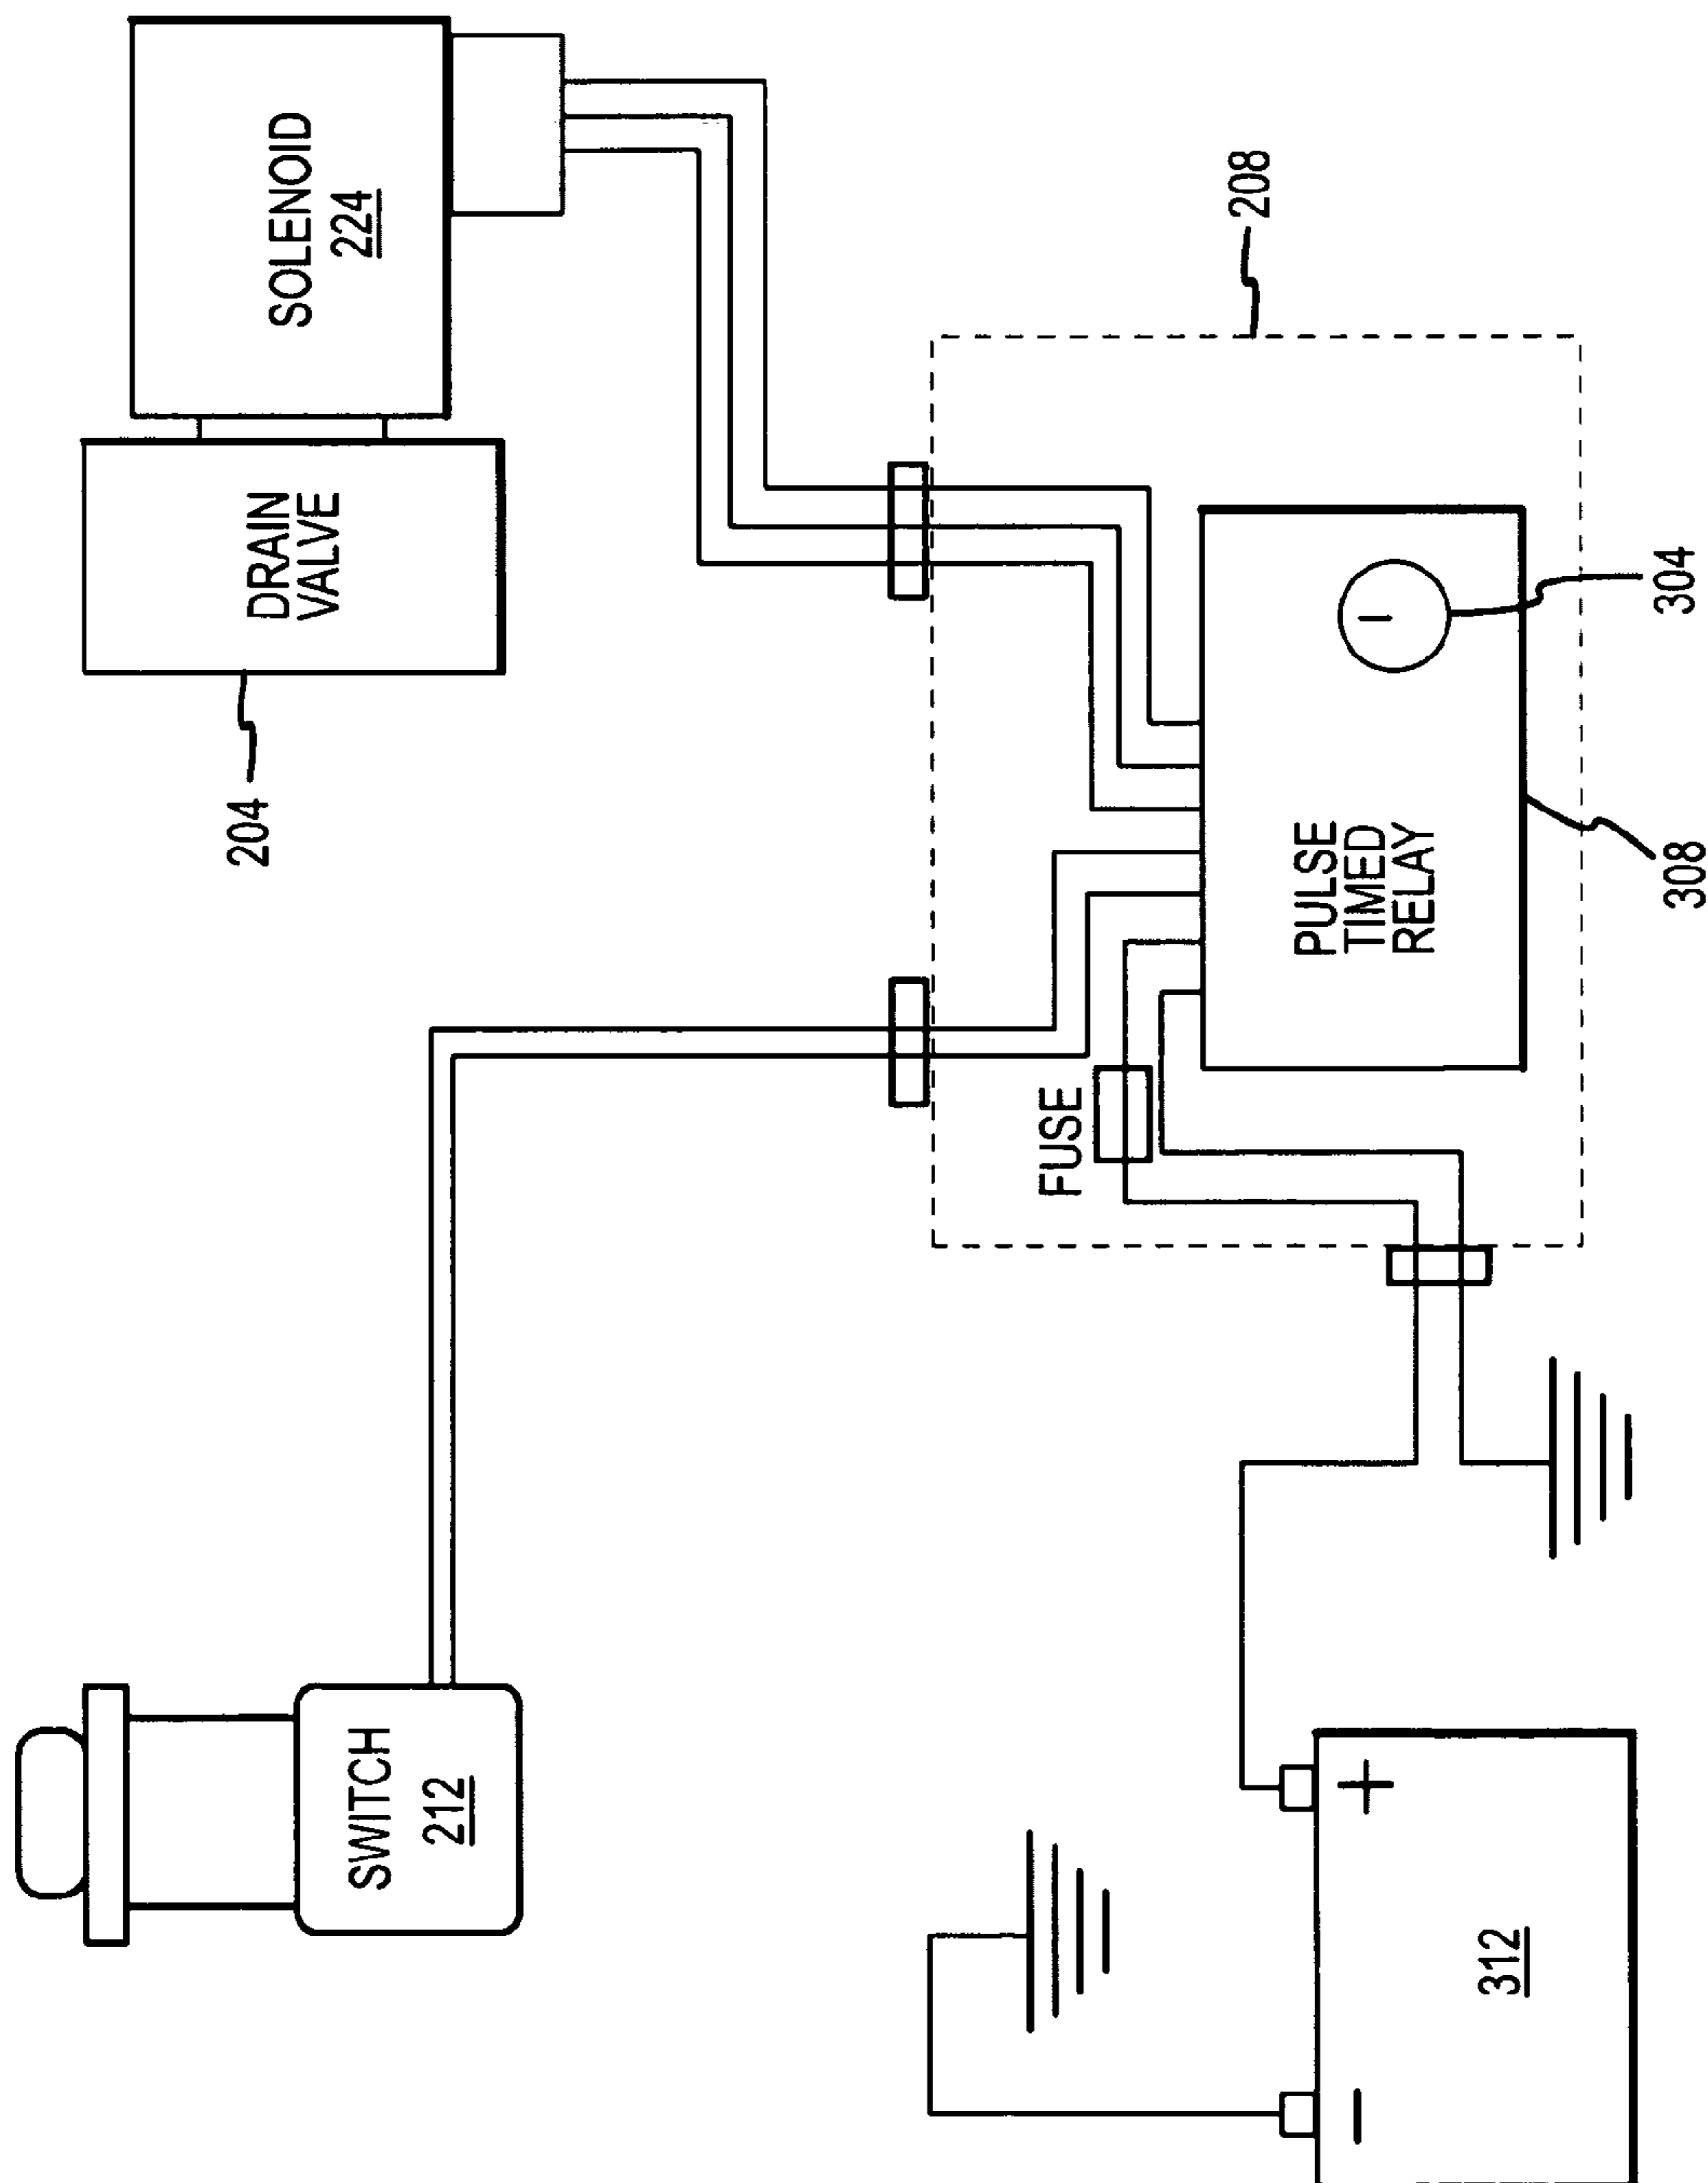 SWITCH
212
DRAIN
VALVE
204
SOLENOID
224
208
FUSE
PULSE
TIMED
RELAY
304
308
312
+
−